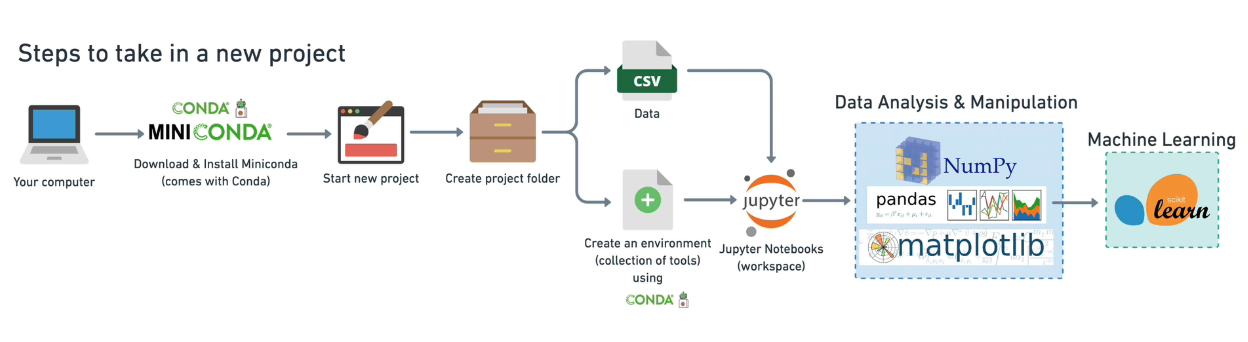 Steps to take in a new project
Your computer
CONDA
MINICONDA
Download & Install Miniconda
(comes with Conda)
Start new project
Create project folder
CSV
Data
Create an environment
(collection of tools)
using
CONDA
jupyter
Jupyter Notebooks
(workspace)
Data Analysis & Manipulation
NumPy
pandas
matplotlib
Machine Learning
scikit
learn